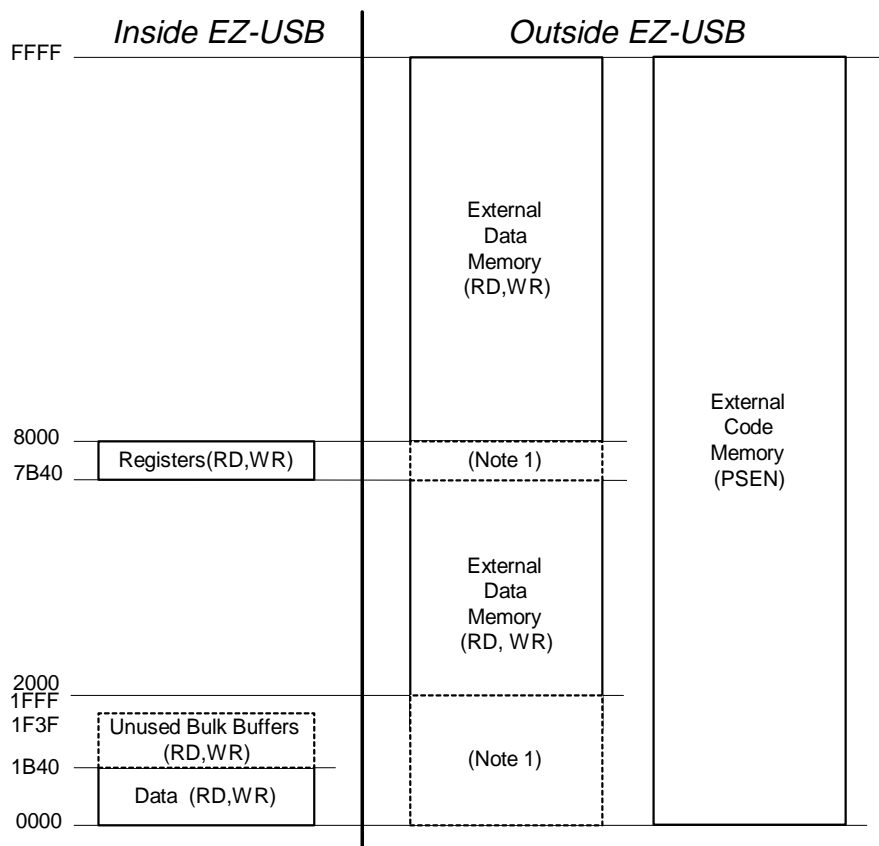 Inside EZ-USB
Outside EZ-USB
FFFF
External
Data
Memory
(RD,WR)
External
Code
Memory
(PSEN)
8000
Registers(RD,WR)
(Note 1)
7B40
External
Data
Memory
(RD, WR)
2000
1FFF
1F3F
Unused Bulk Buffers
(RD,WR)
(Note 1)
1B40
Data (RD,WR)
0000